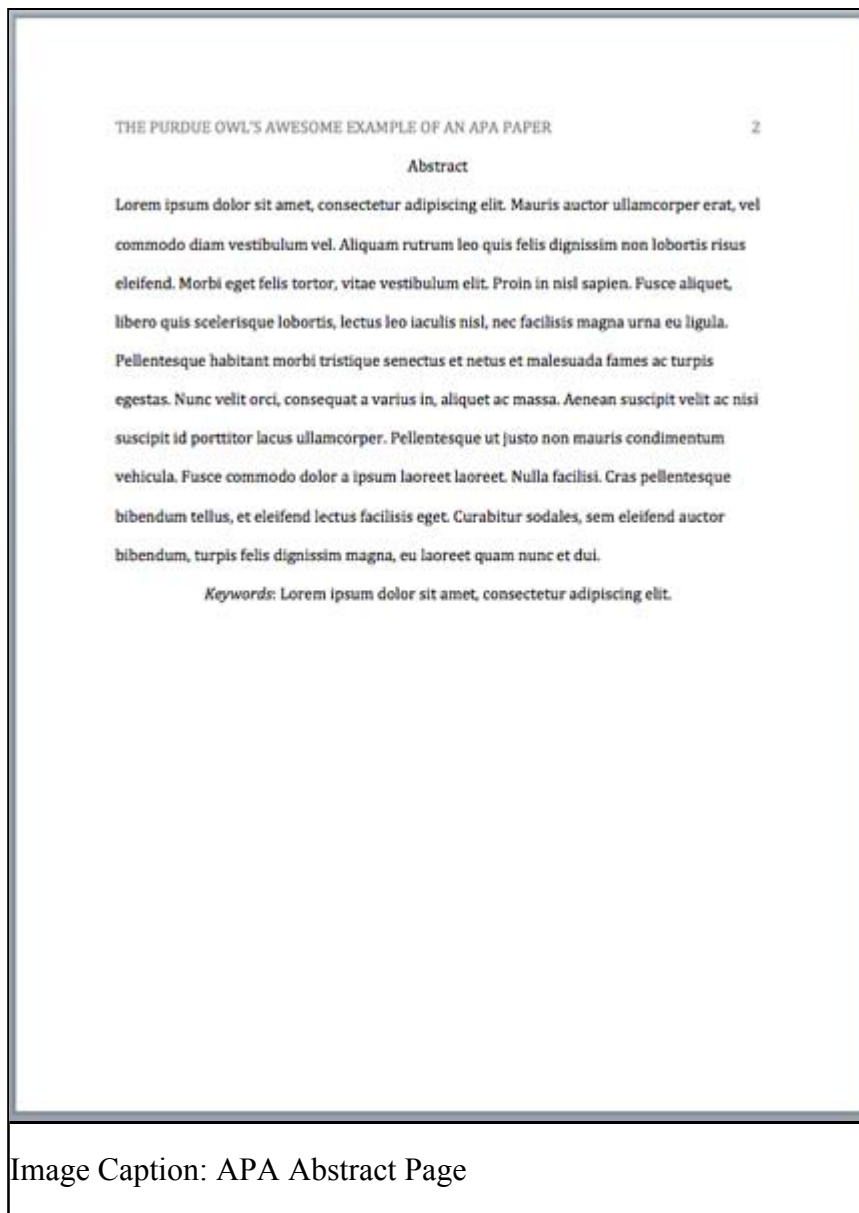 THE PURDUE OWL'S AWESOME EXAMPLE OF AN APA PAPER 2
Abstract
Lorem ipsum dolor sit amet, consectetur adipiscing elit. Mauris auctor ullamcorper erat, vel
commodo diam vestibulum vel. Aliquam rutrum leo quis felis dignissim non lobortis risus
eleifend. Morbi eget felis tortor, vitae vestibulum elit. Proin in nisl sapien. Fusce aliquet,
libero quis scelerisque lobortis, lectus leo iaculis nisl, nec facilisis magna urna eu ligula.
Pellentesque habitant morbi tristique senectus et netus et malesuada fames ac turpis
egestas. Nunc velit orci, consequat a varius in, aliquet ac massa. Aenean suscipit velit ac nisi
suscipit id porttitor lacus ullamcorper. Pellentesque ut justo non mauris condimentum
vehicula. Fusce commodo dolor a ipsum laoreet laoreet. Nulla facilisi. Cras pellentesque
bibendum tellus, et eleifend lectus facilisis eget. Curabitur sodales, sem eleifend auctor
bibendum, turpis felis dignissim magna, eu laoreet quam nunc et dui.
Keywords: Lorem ipsum dolor sit amet, consectetur adipiscing elit.
Image Caption: APA Abstract Page